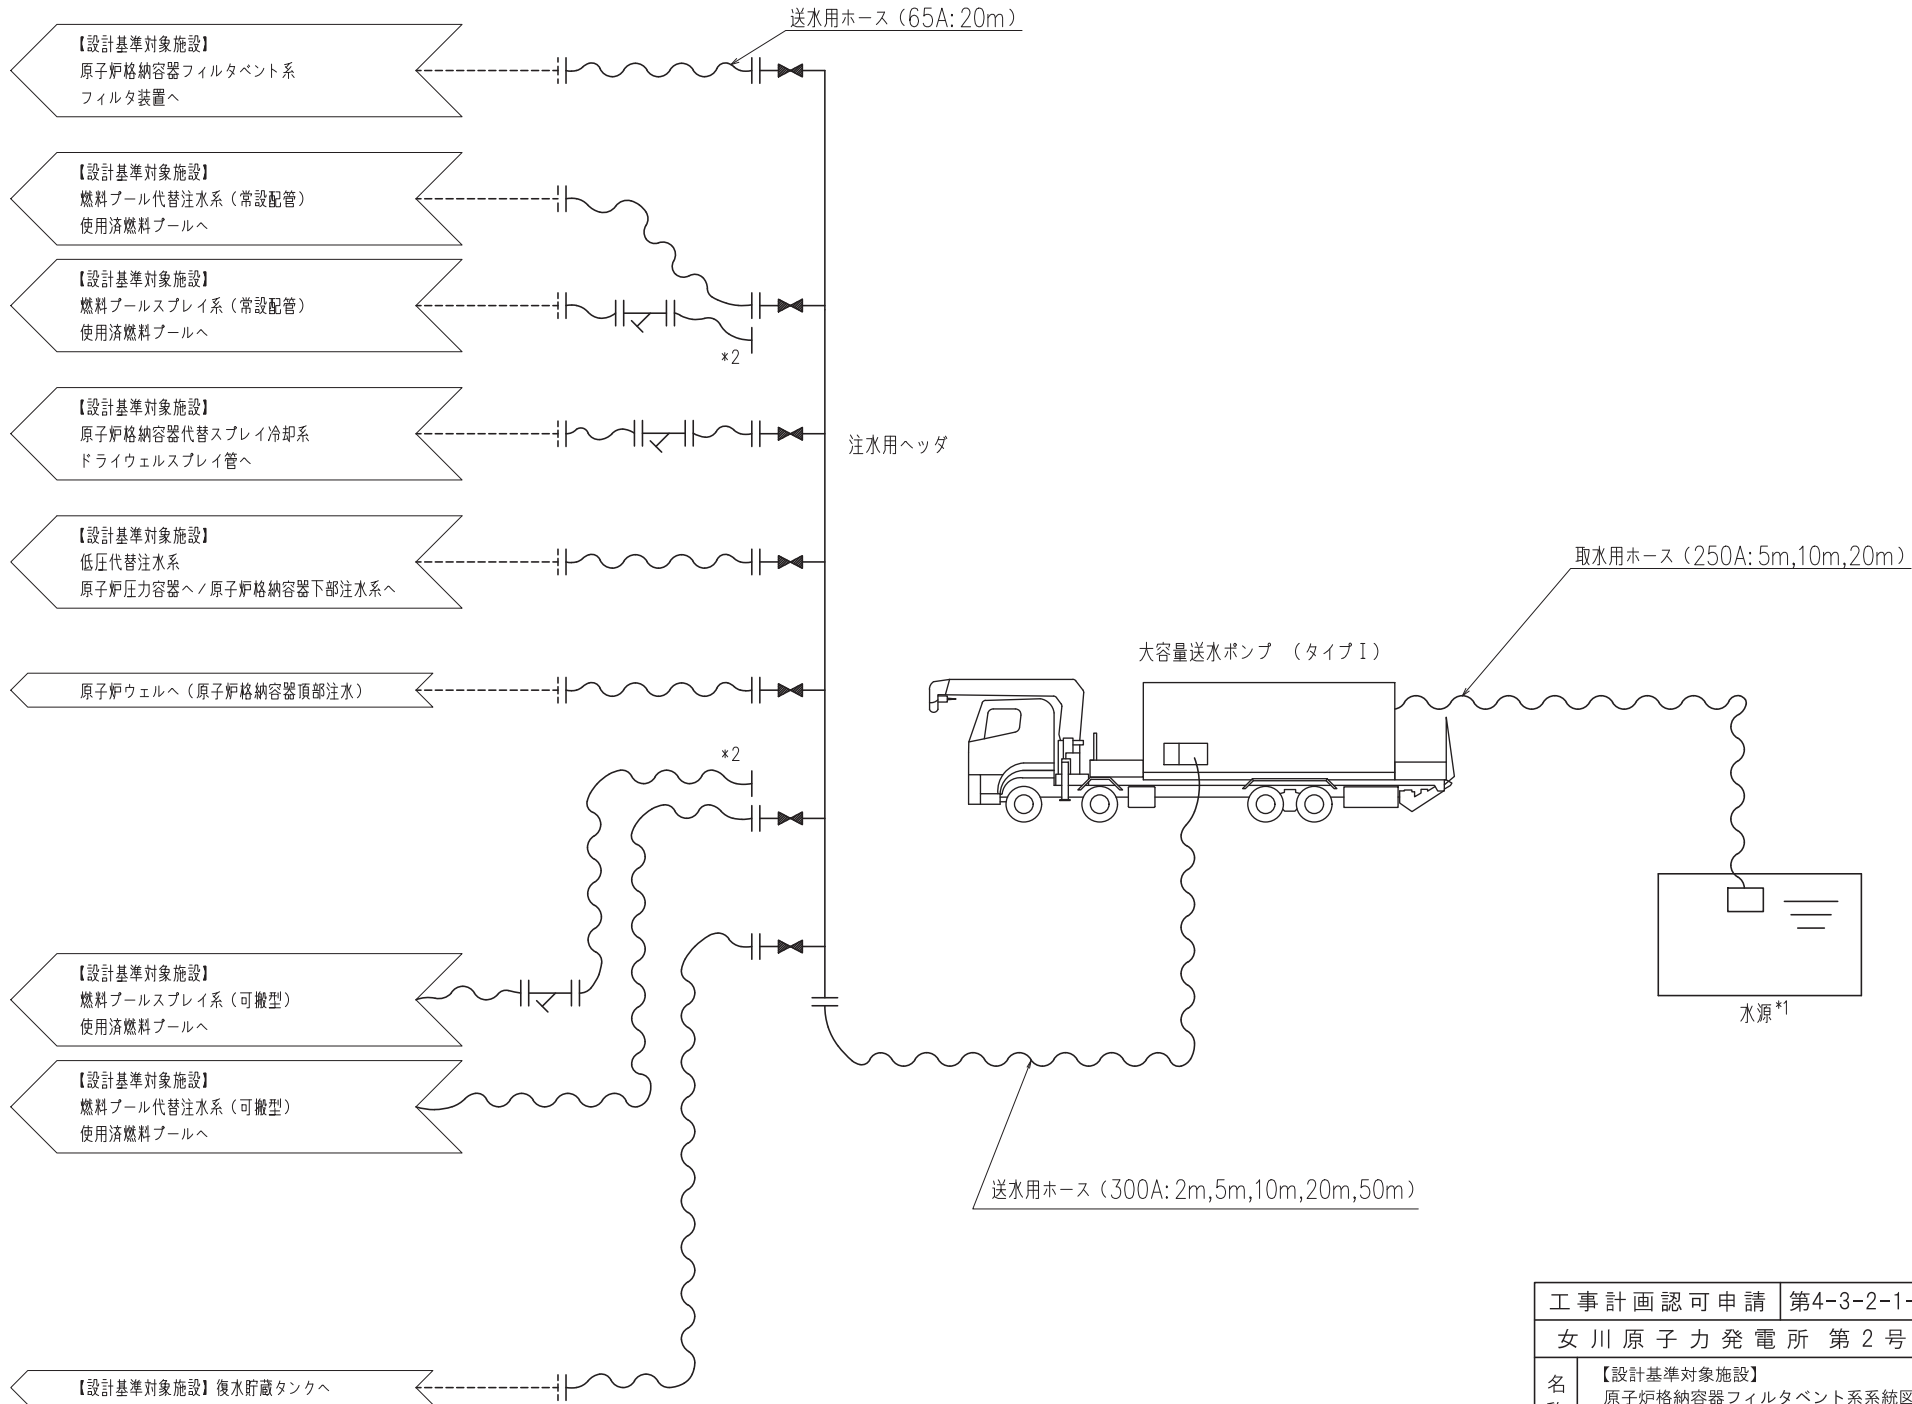 送水用ホース（65A：20m）
【設計基準対象施設】
原子炉格納容器フィルタベント系
フィルタ装置へ
【設計基準対象施設】
燃料プール代替注水系（常設配管）
使用済燃料プールへ
【設計基準対象施設】
燃料プールスプレイ系（常設配管）
使用済燃料プールへ
*2
【設計基準対象施設】
原子炉格納容器代替スプレイ冷却系
ドライウェルスプレイ管へ
注水用ヘッダ
【設計基準対象施設】
低圧代替注水系
原子炉圧力容器へ／原子炉格納容器下部注水系へ
取水用ホース（250A：5m,10m,20m）
大容量送水ポンプ （タイプⅠ）
原子炉ウェルへ（原子炉格納容器頂部注水）
*2
【設計基準対象施設】
燃料プールスプレイ系（可搬型）
使用済燃料プールへ
水源*1
【設計基準対象施設】
燃料プール代替注水系（可搬型）
使用済燃料プールへ
送水用ホース（300A：2m,5m,10m,20m,50m）
【設計基準対象施設】復水貯蔵タンクへ
工事計画認可申請 第4-3-2-1-
女川原子力発電所 第2号
名
【設計基準対象施設】
原子炉格納容器フィルタベント系系統図